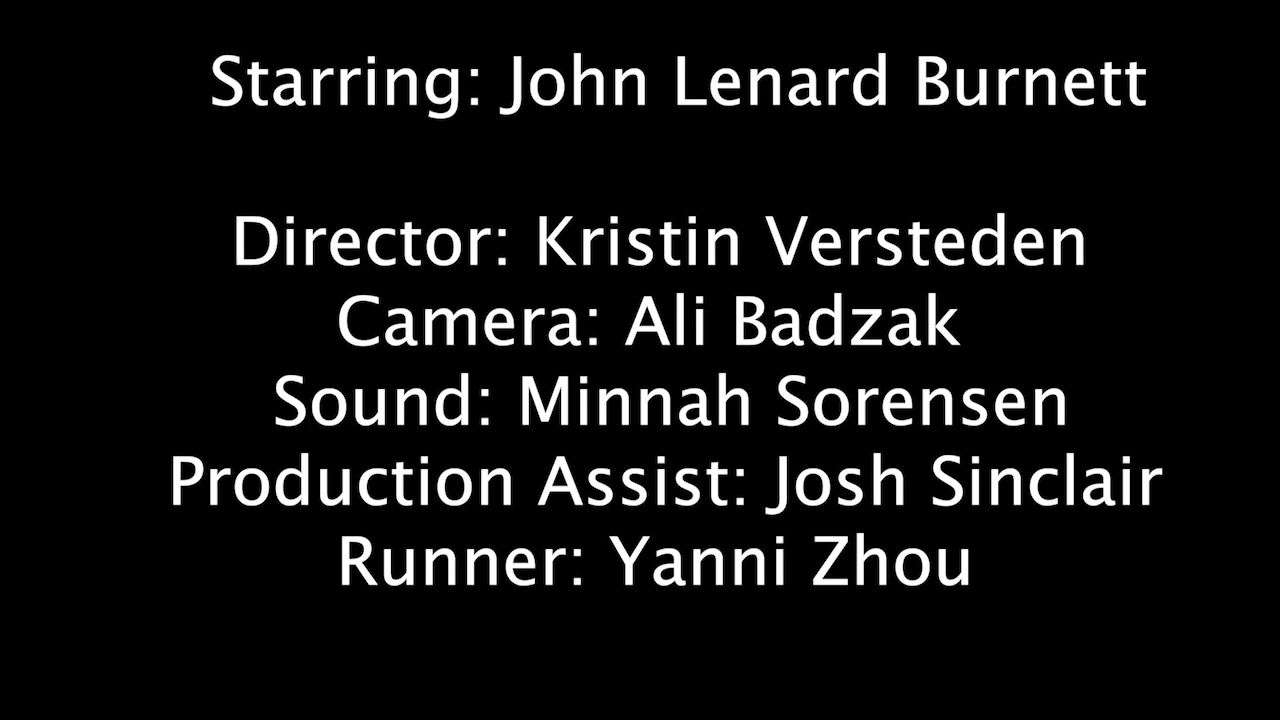 Starring: John Lenard Burnett
Director: Kristin Versteden
Camera: Ali Badzak
Sound: Minnah Sorensen
Production Assist: Josh Sinclair
Runner: Yanni Zhou